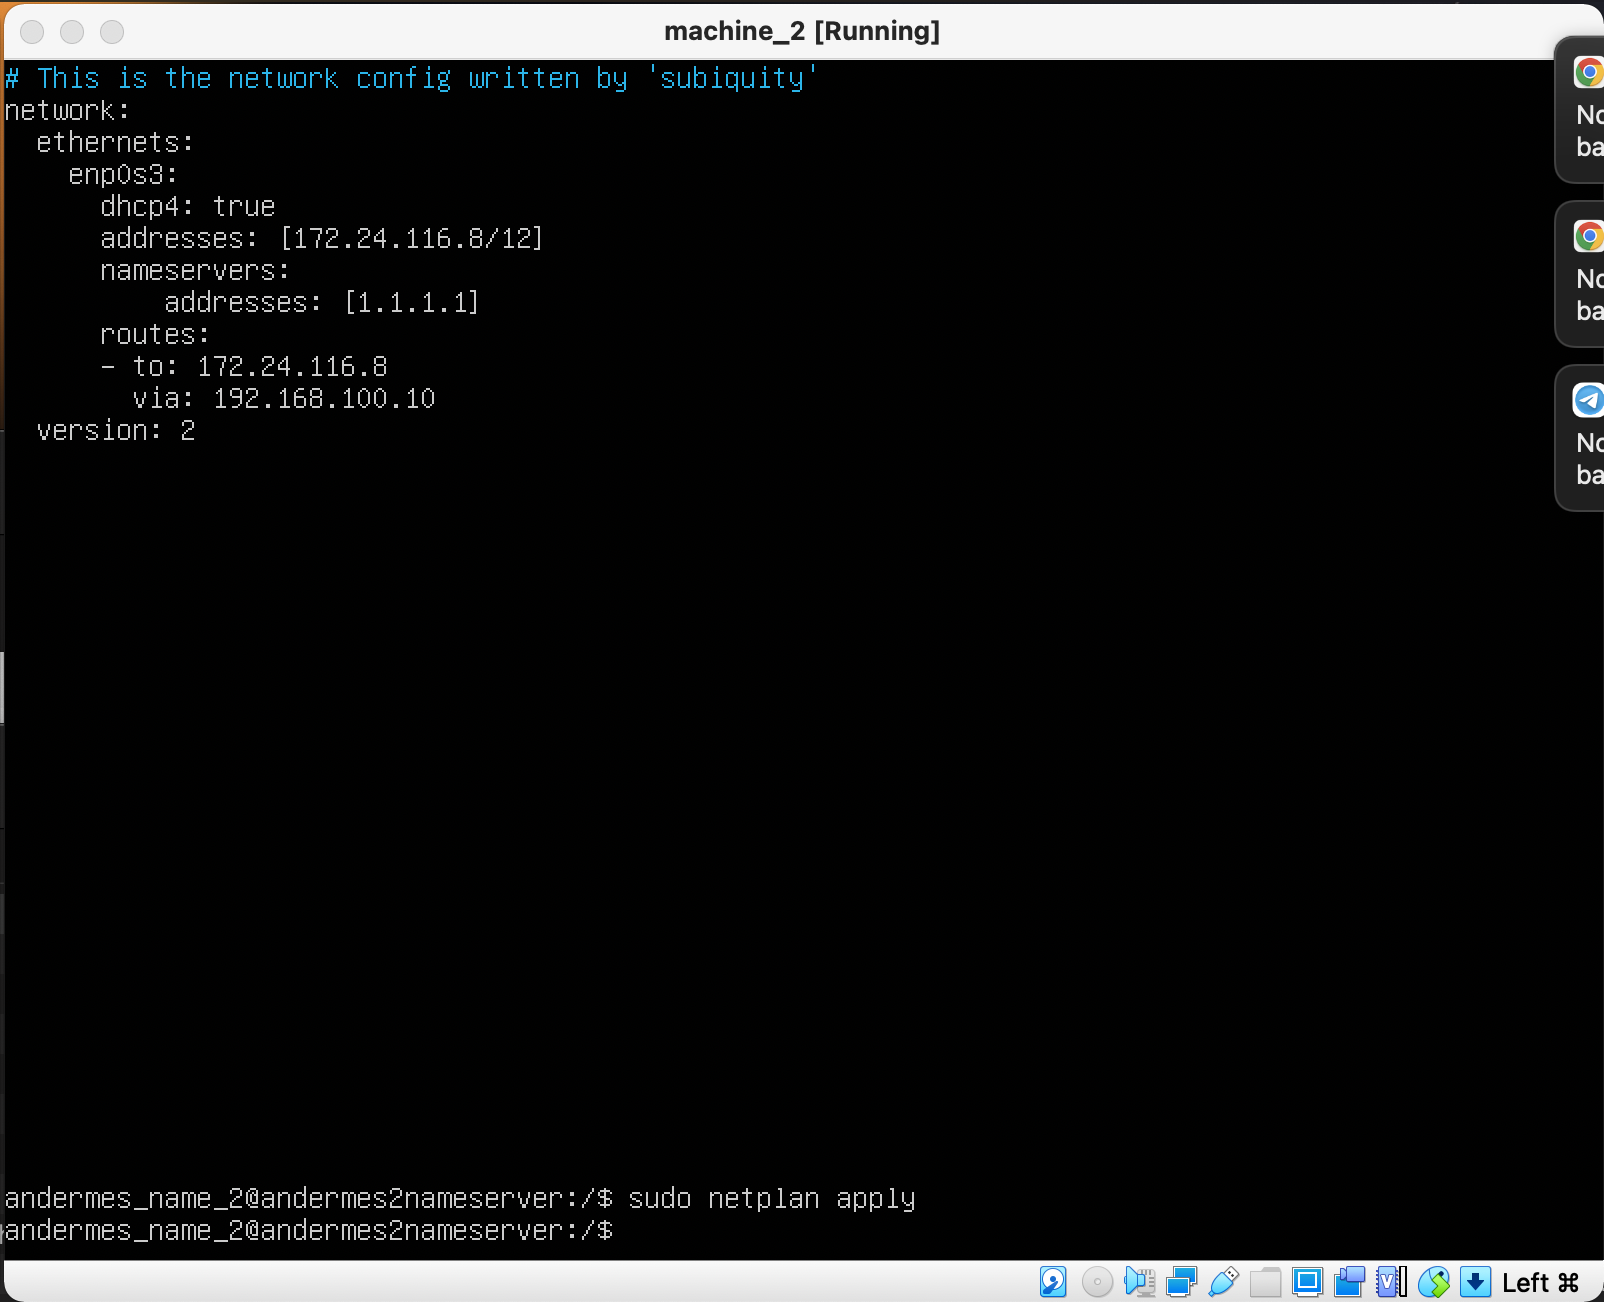 machine_2 [Running]
# This is the network config written by 'subiquity'
network:
  ethernets:
    enp0s3:
      dhcp4: true
      addresses: [172.24.116.8/12]
      nameservers:
          addresses: [1.1.1.1]
      routes:
      - to: 172.24.116.8
        via: 192.168.100.10
  version: 2
No
ba
No
ba
No
ba
andermes_name_2@andermes2nameserver:/$ sudo netplan apply
andermes_name_2@andermes2nameserver:/$
Left ⌘